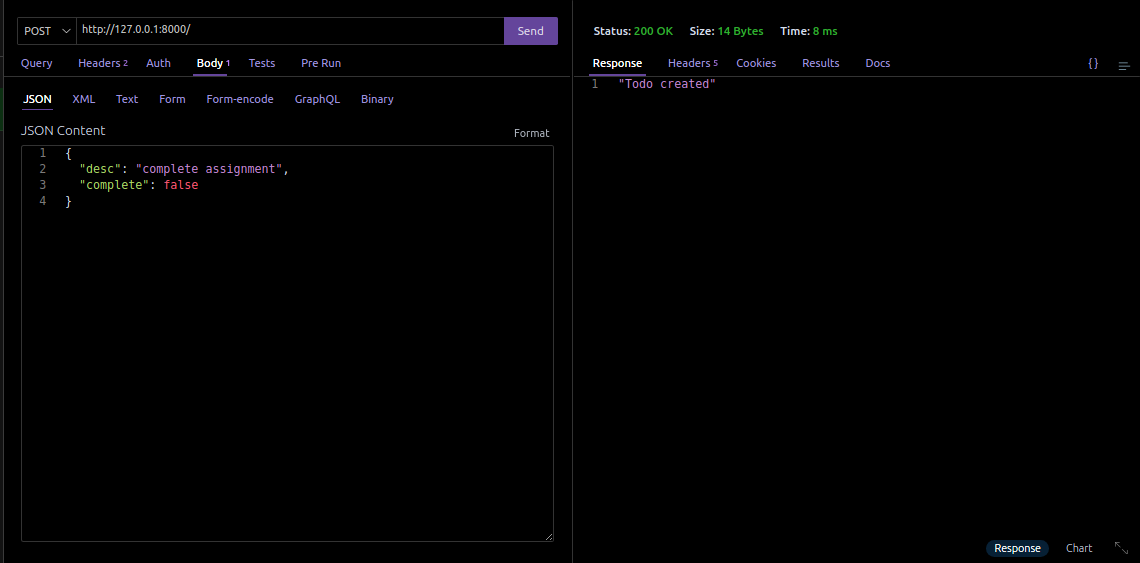 POST http://127.0.0.1:8000/ Send
Query Headers 2 Auth Body 1 Tests Pre Run
JSON XML Text Form Form-encode GraphQL Binary
JSON Content Format
1 {
2 "desc": "complete assignment",
3 "complete": false
4 }
Status: 200 OK Size: 14 Bytes Time: 8 ms
Response Headers 5 Cookies Results Docs {}
1 "Todo created"
Response Chart